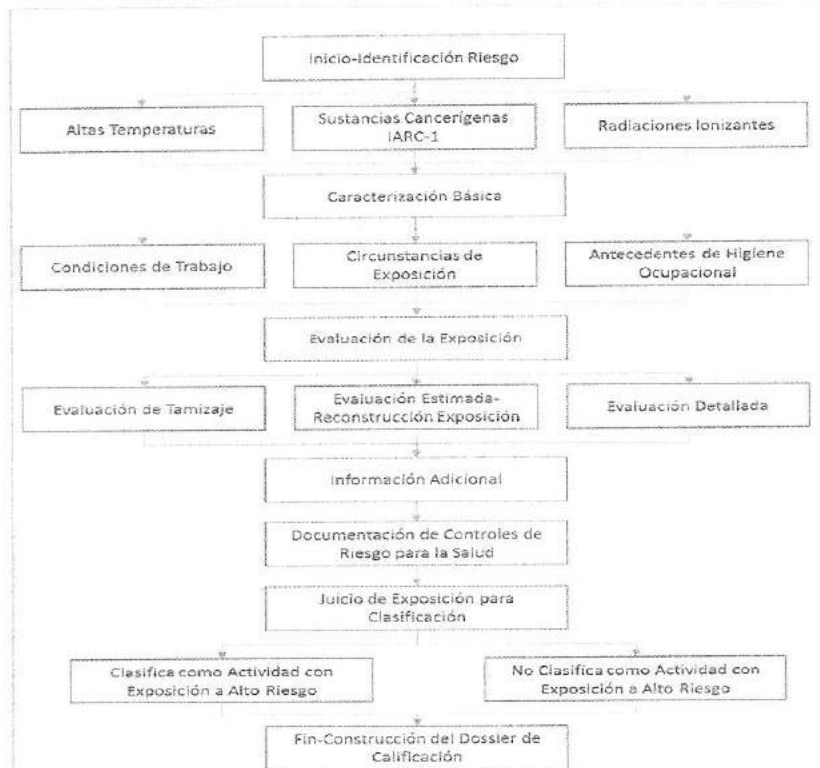 Inicio-Identificación Riesgo
Altas Temperaturas
Sustancias Cancerígenas
IARC-1
Radiaciones Ionizantes
Caracterización Básica
Condiciones de Trabajo
Circunstancias de
Exposición
Antecedentes de Higiene
Ocupacional
Evaluación de la Exposición
Evaluación de Tamizaje
Evaluación Estimada-
Reconstrucción Exposición
Evaluación Detallada
Información Adicional
Documentación de Controles de
Riesgo para la Salud
Juicio de Exposición para
Clasificación
Clasifica como Actividad con
Exposición a Alto Riesgo
No Clasifica como Actividad con
Exposición a Alto Riesgo
Fin-Construcción del Dossier de
Calificación